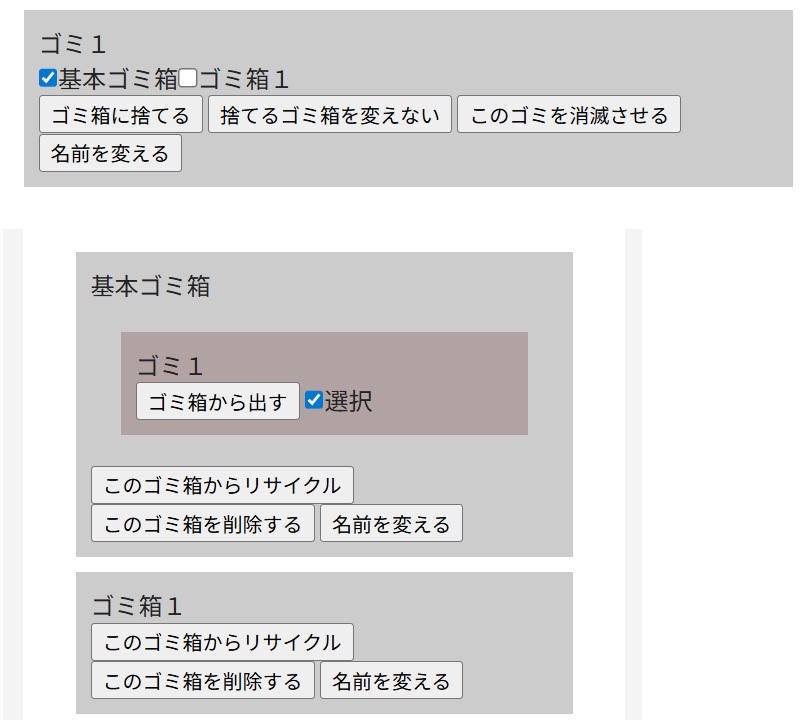 ゴミ１
基本ゴミ箱 ゴミ箱１
ゴミ箱に捨てる 捨てるゴミ箱を変えない このゴミを消滅させる
名前を変える
基本ゴミ箱
ゴミ１
ゴミ箱から出す 選択
このゴミ箱からリサイクル
このゴミ箱を削除する 名前を変える
ゴミ箱１
このゴミ箱からリサイクル
このゴミ箱を削除する 名前を変える